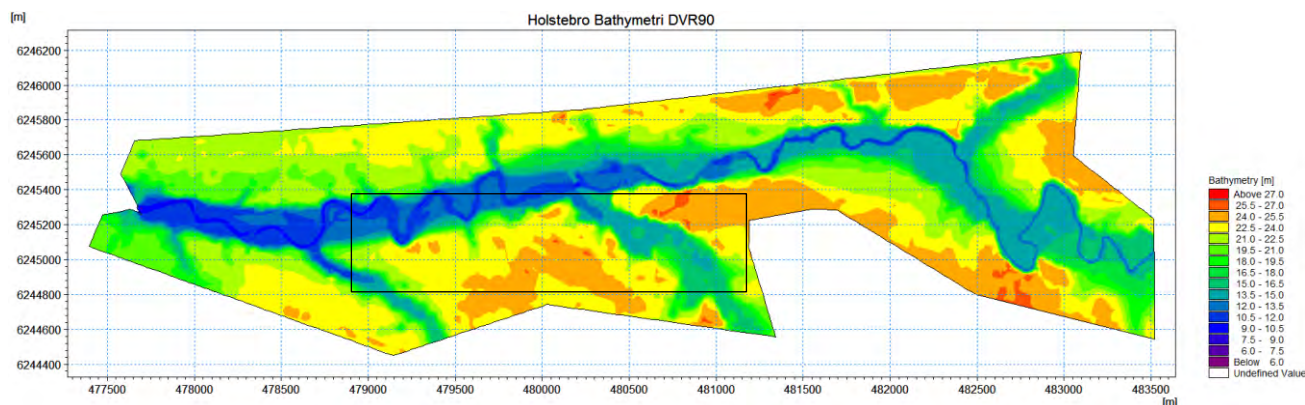 Holstebro Bathymetri DVR90
[m]
6246200
6246000
6245800
6245600
6245400
6245200
6245000
6244800
6244600
6244400
477500 478000 478500 479000 479500 480000 480500 481000 481500 482000 482500 483000 483500
[m]
Bathymetry [m]
Above 27.0
25.5 - 27.0
24.0 - 25.5
22.5 - 24.0
21.0 - 22.5
19.5 - 21.0
18.0 - 19.5
16.5 - 18.0
15.0 - 16.5
13.5 - 15.0
12.0 - 13.5
10.5 - 12.0
9.0 - 10.5
7.5 - 9.0
6.0 - 7.5
Below 6.0
Undefined Value